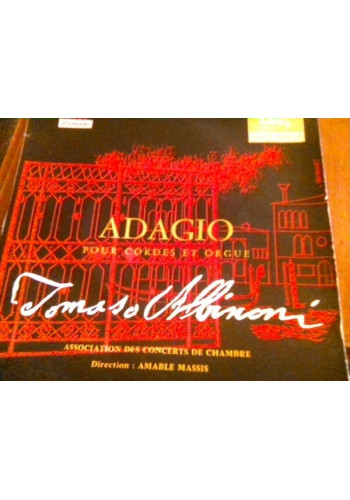 ADAGIO
POUR CORDES ET ORGUE
Tomaso Albinoni
ASSOCIATION DES CONCERTS DE CHAMBRE
Direction : AMABLE MASSIS